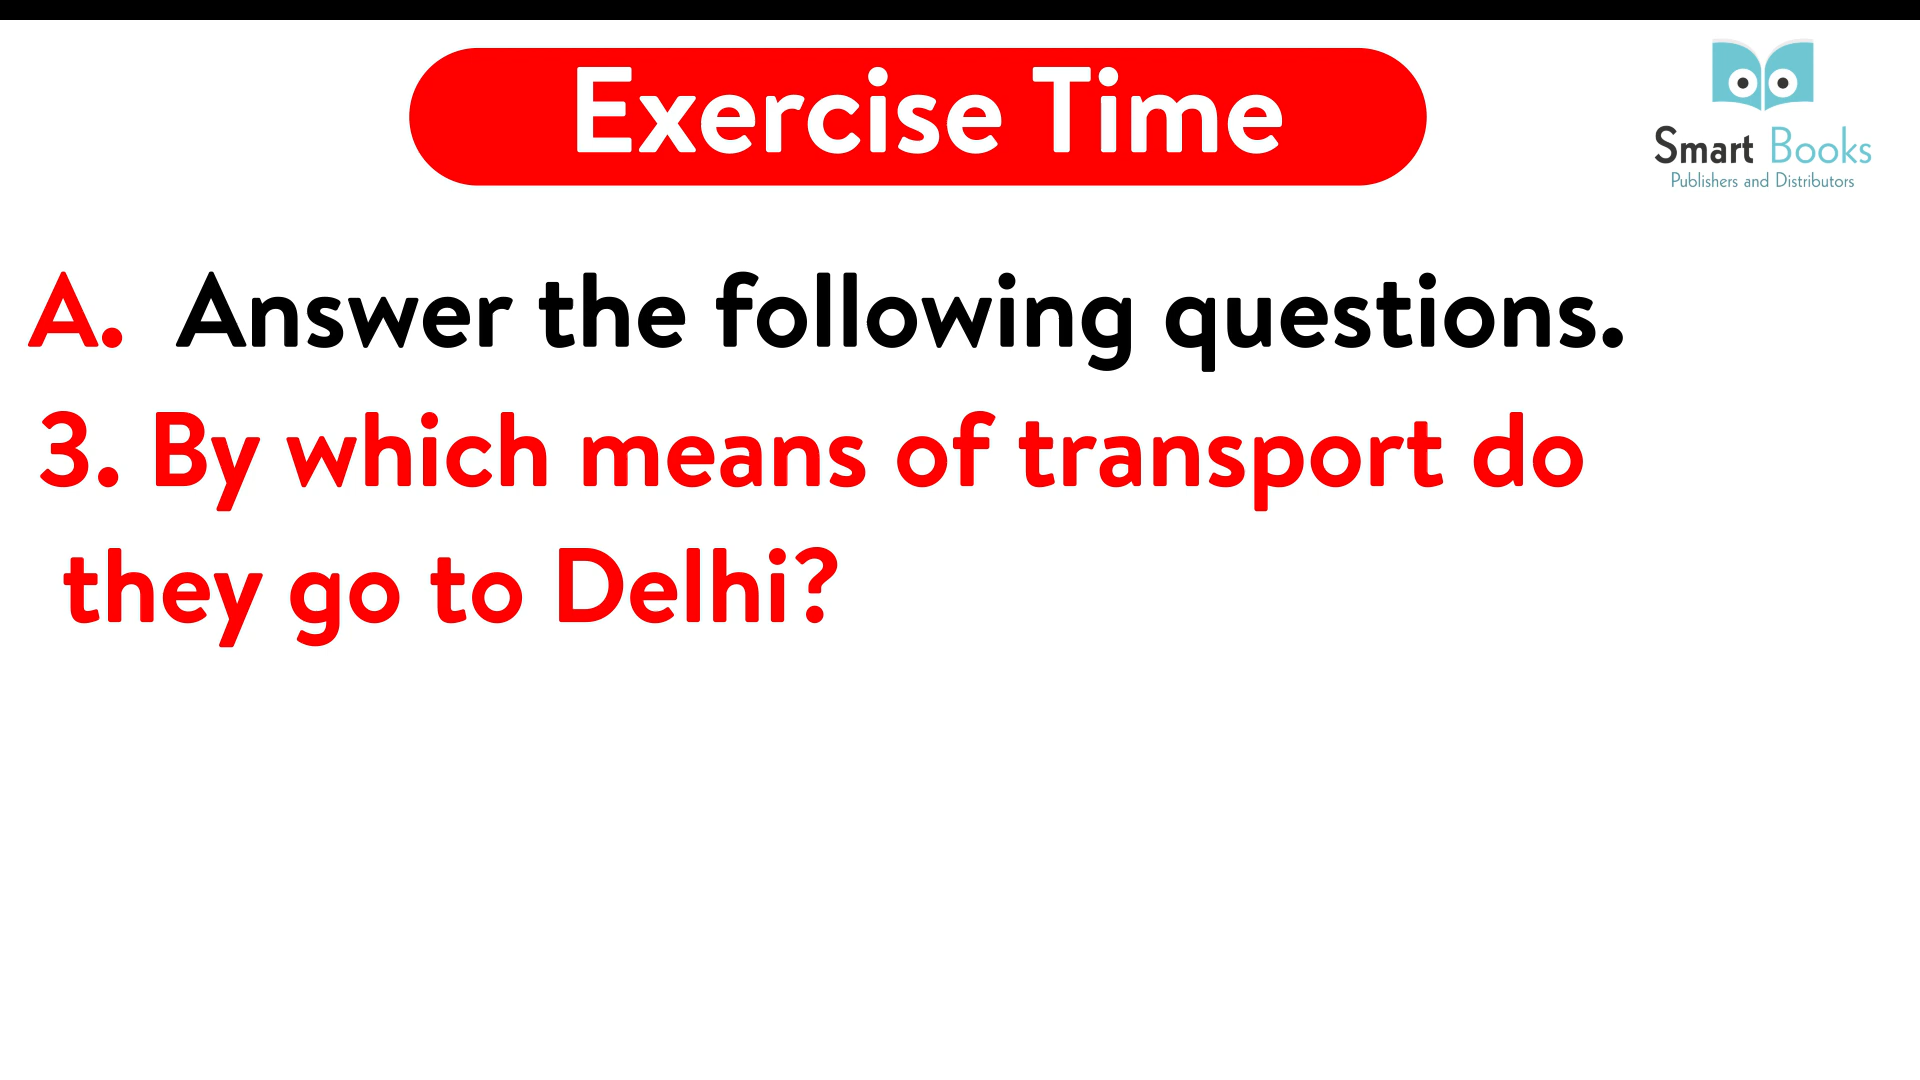 Exercise Time
Smart Books
Publishers and Distributors
A. Answer the following questions.
3. By which means of transport do
they go to Delhi?